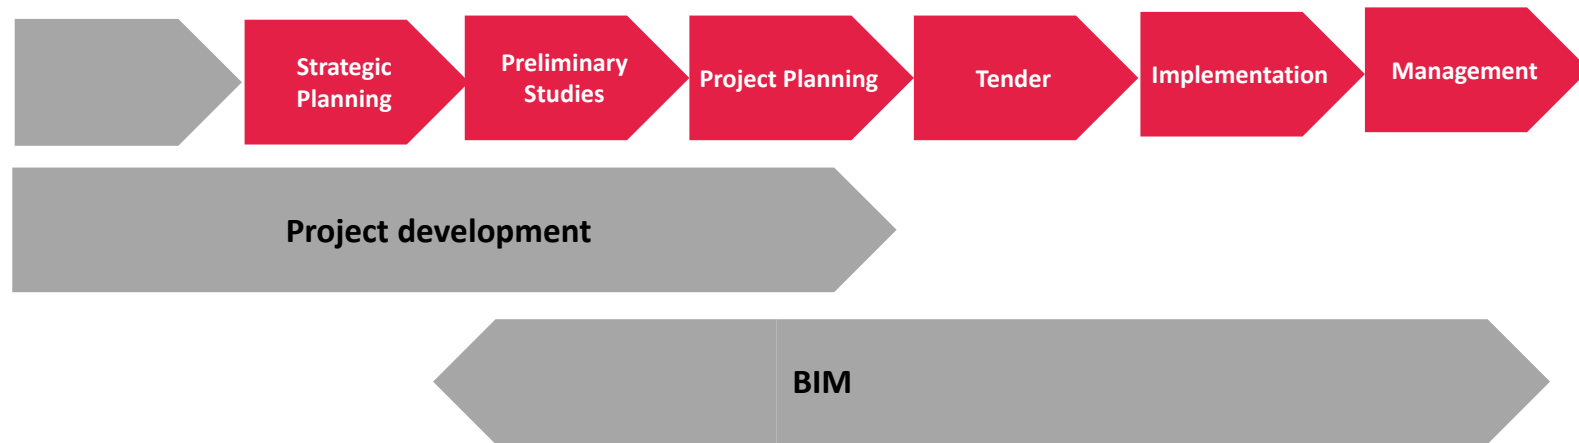 Strategic
Planning
Preliminary
Studies
Project Planning
Tender
Implementation
Management
Project development
BIM